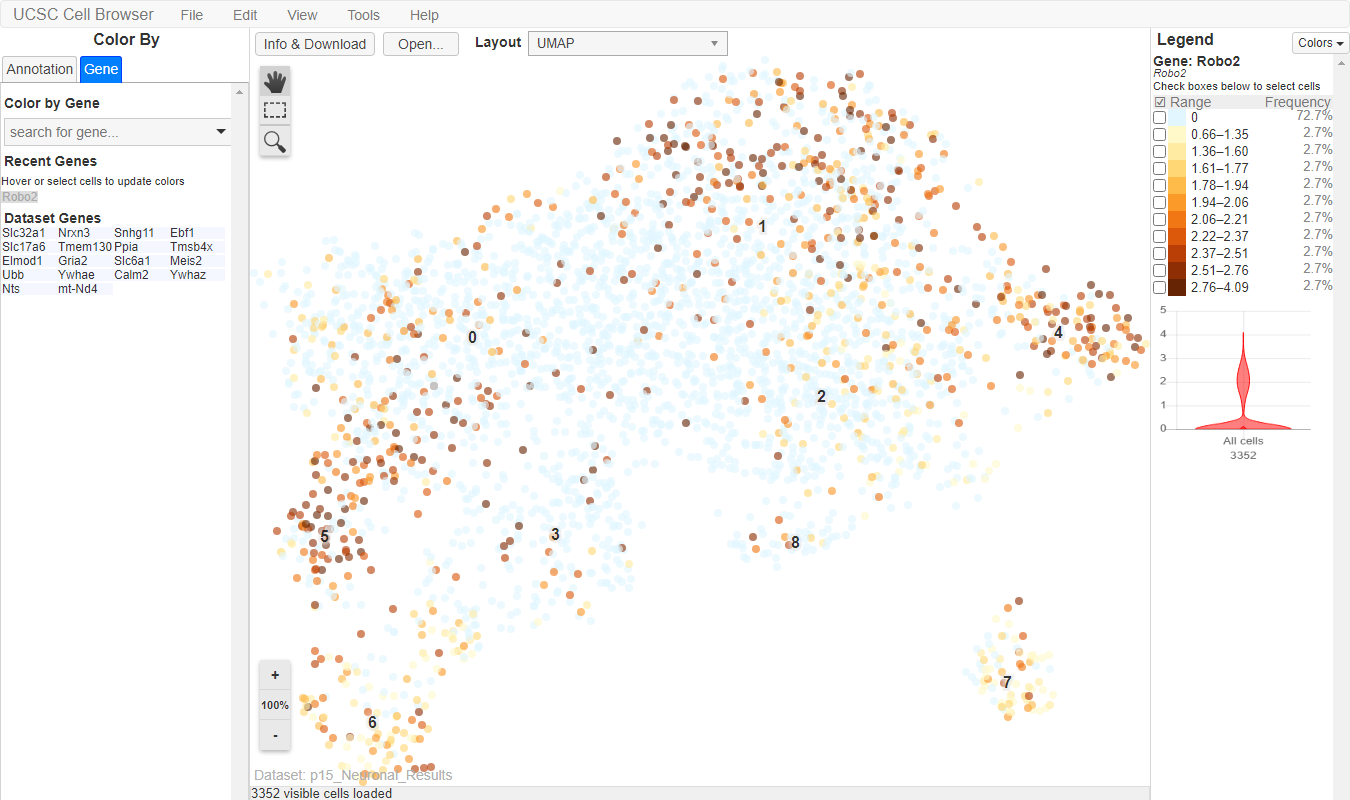 UCSC Cell Browser File Edit View Tools Help
Color By
Annotation Gene
Color by Gene
search for gene...
Recent Genes
Hover or select cells to update colors
Robo2
Dataset Genes
Slc32a1 Nrxn3 Snhg11 Ebf1
Slc17a6 Tmem130 Ppia Tmsb4x
Elmod1 Gria2 Slc6a1 Meis2
Ubb Ywhae Calm2 Ywhaz
Nts mt-Nd4
Info & Download Open... Layout UMAP
1
0
4
2
5
3
8
7
6
+
100%
-
Dataset: p15_Neuronal_Results
3352 visible cells loaded
Legend Colors
Gene: Robo2
Robo2
Check boxes below to select cells
Range Frequency
0 72.7%
0.66–1.35 2.7%
1.36–1.60 2.7%
1.61–1.77 2.7%
1.78–1.94 2.7%
1.94–2.06 2.7%
2.06–2.21 2.7%
2.22–2.37 2.7%
2.37–2.51 2.7%
2.51–2.76 2.7%
2.76–4.09 2.7%
5
4
3
2
1
0
All cells
3352